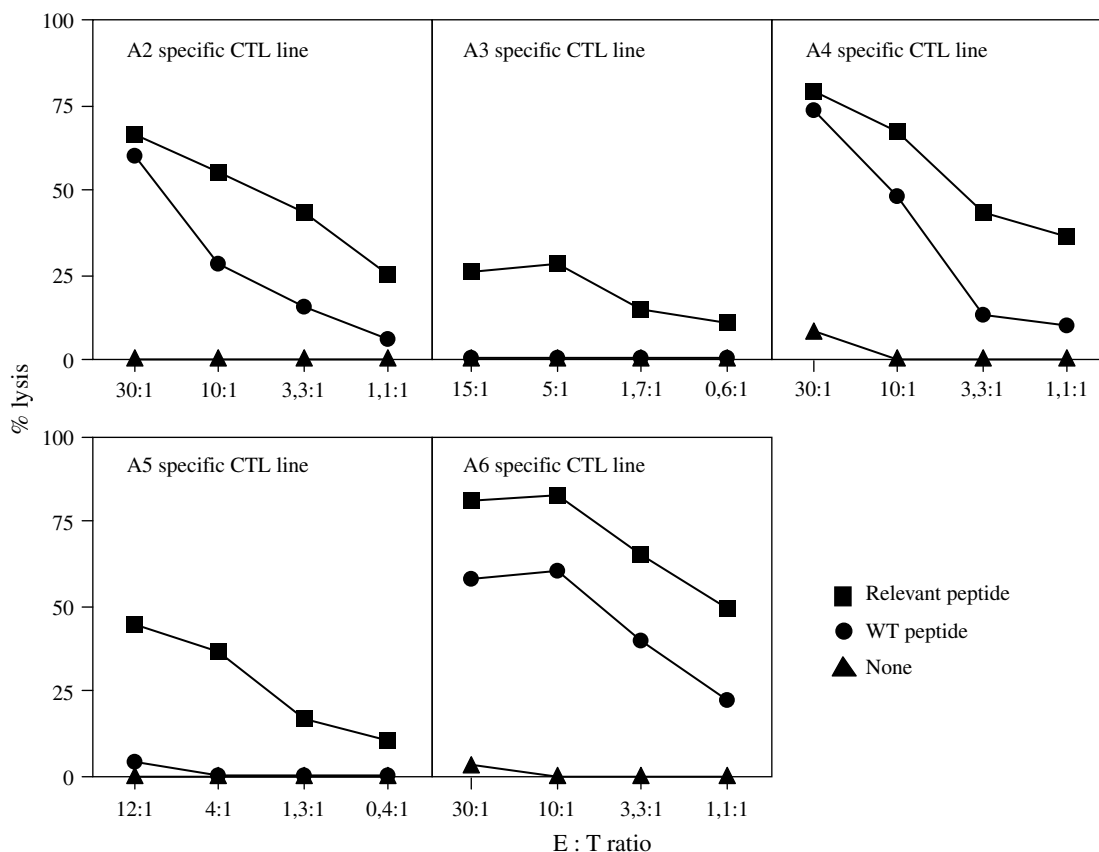 100
75
50
25
0
A2 specific CTL line
A3 specific CTL line
A4 specific CTL line
30:1 10:1 3,3:1 1,1:1
15:1 5:1 1,7:1 0,6:1
30:1 10:1 3,3:1 1,1:1
% lysis
100
75
50
25
0
A5 specific CTL line
A6 specific CTL line
12:1 4:1 1,3:1 0,4:1
30:1 10:1 3,3:1 1,1:1
E : T ratio
Relevant peptide
WT peptide
None